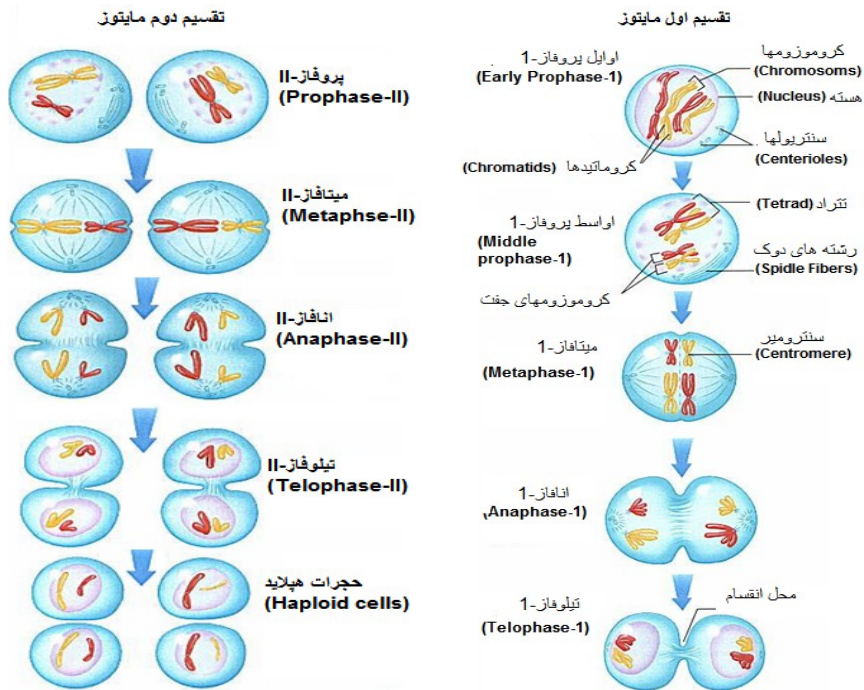 تقسیم اول مایتوز
اوایل پروفاز-1
(Early Prophase-1)
کروموزومها
(Chromosoms)
هسته (Nucleus)
سنتریولها
(Centerioles)
کروماتیدها (Chromatids)
تتراد (Tetrad)
اواسط پروفاز-1
(Middle
prophase-1)
رشته های دوک
(Spidle Fibers)
کروموزومهای جفت
میتافاز-1
(Metaphase-1)
سنترومیر
(Centromere)
انافاز-1
(Anaphase-1)
محل انقسام
تیلوفاز-1
(Telophase-1)
تقسیم دوم مایتوز
پروفاز-II
(Prophase-II)
میتافاز-II
(Metaphse-II)
انافاز-II
(Anaphase-II)
تیلوفاز-II
(Telophase-II)
حجرات هپلاید
(Haploid cells)